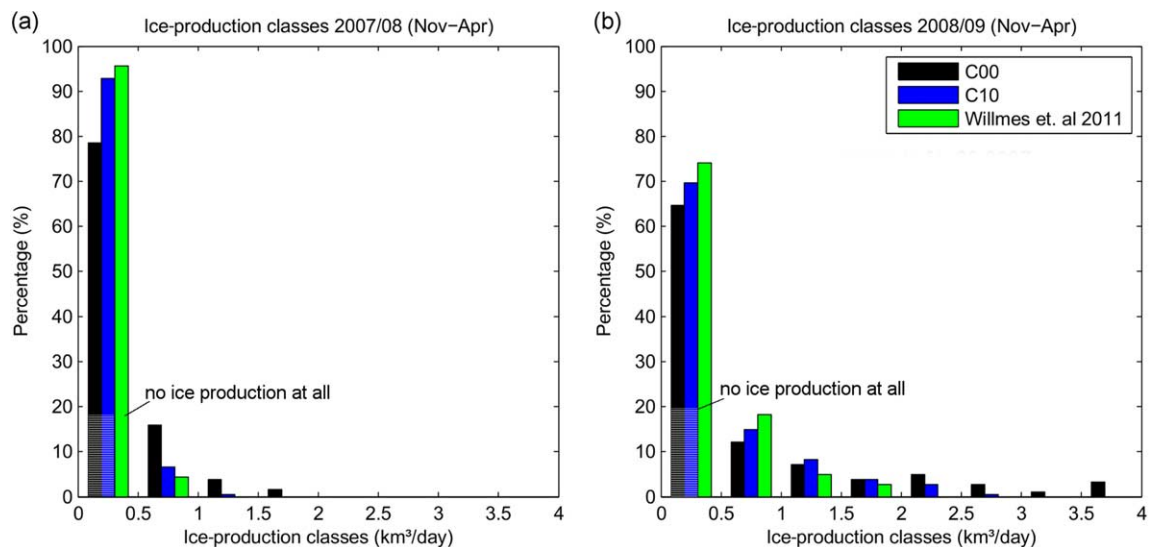 (a)
Ice-production classes 2007/08 (Nov−Apr)
100
90
80
70
60
50
40
30
20
10
0
Percentage (%)
no ice production at all
0 0.5 1 1.5 2 2.5 3 3.5 4
Ice-production classes (km³/day)
(b)
Ice-production classes 2008/09 (Nov−Apr)
C00
C10
Willmes et. al 2011
100
90
80
70
60
50
40
30
20
10
0
Percentage (%)
no ice production at all
0 0.5 1 1.5 2 2.5 3 3.5 4
Ice-production classes (km³/day)